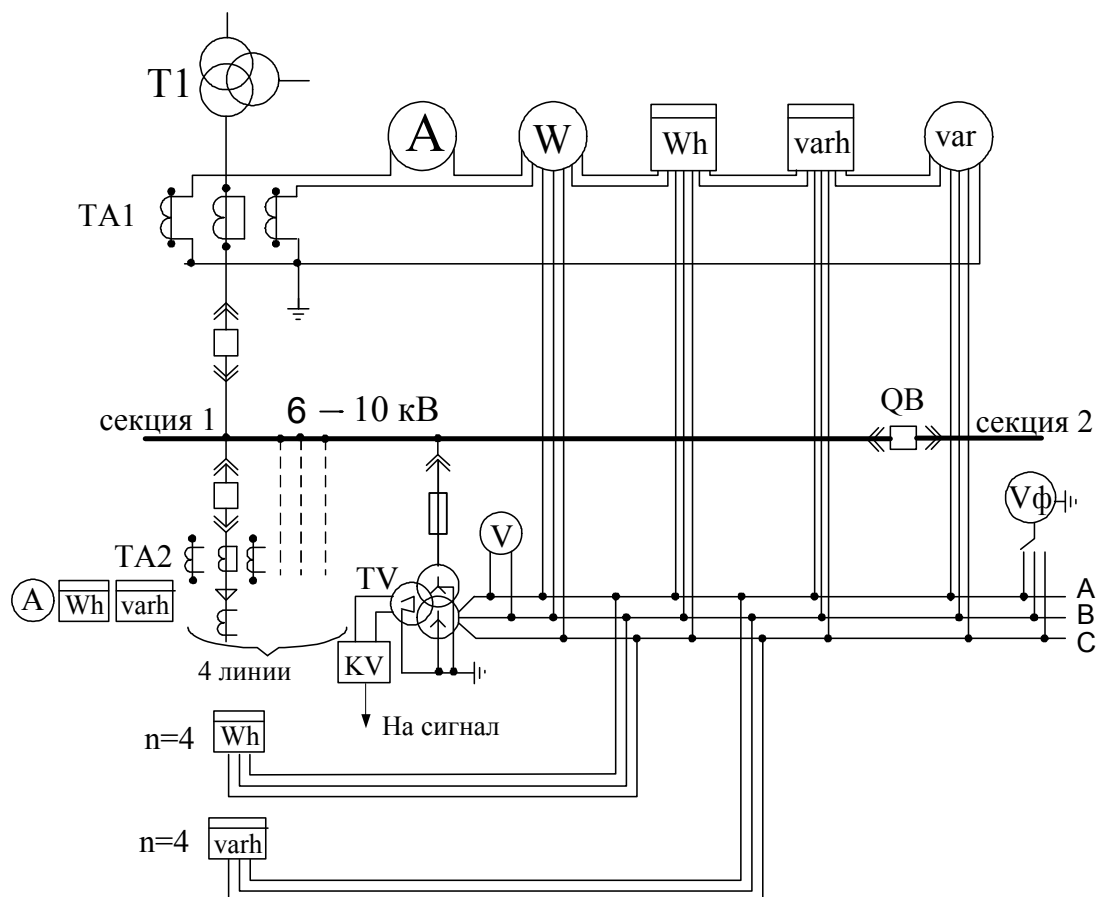 T1
A
W
Wh
varh
var
TA1
секция 1
6 – 10 кВ
QB
секция 2
Vф
TA2
V
A
Wh
varh
TV
A
B
C
KV
4 линии
На сигнал
n=4
Wh
n=4
varh